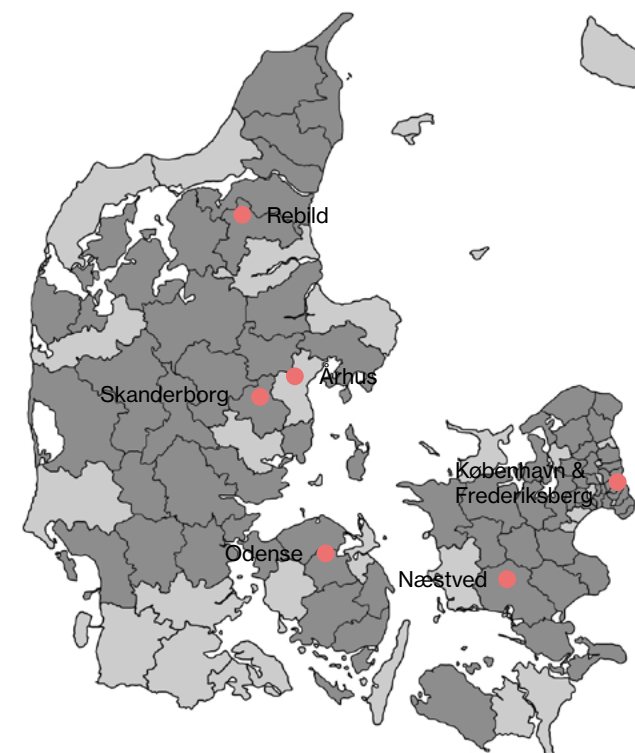 Rebild
Århus
Skanderborg
København &
Frederiksberg
Odense
Næstved